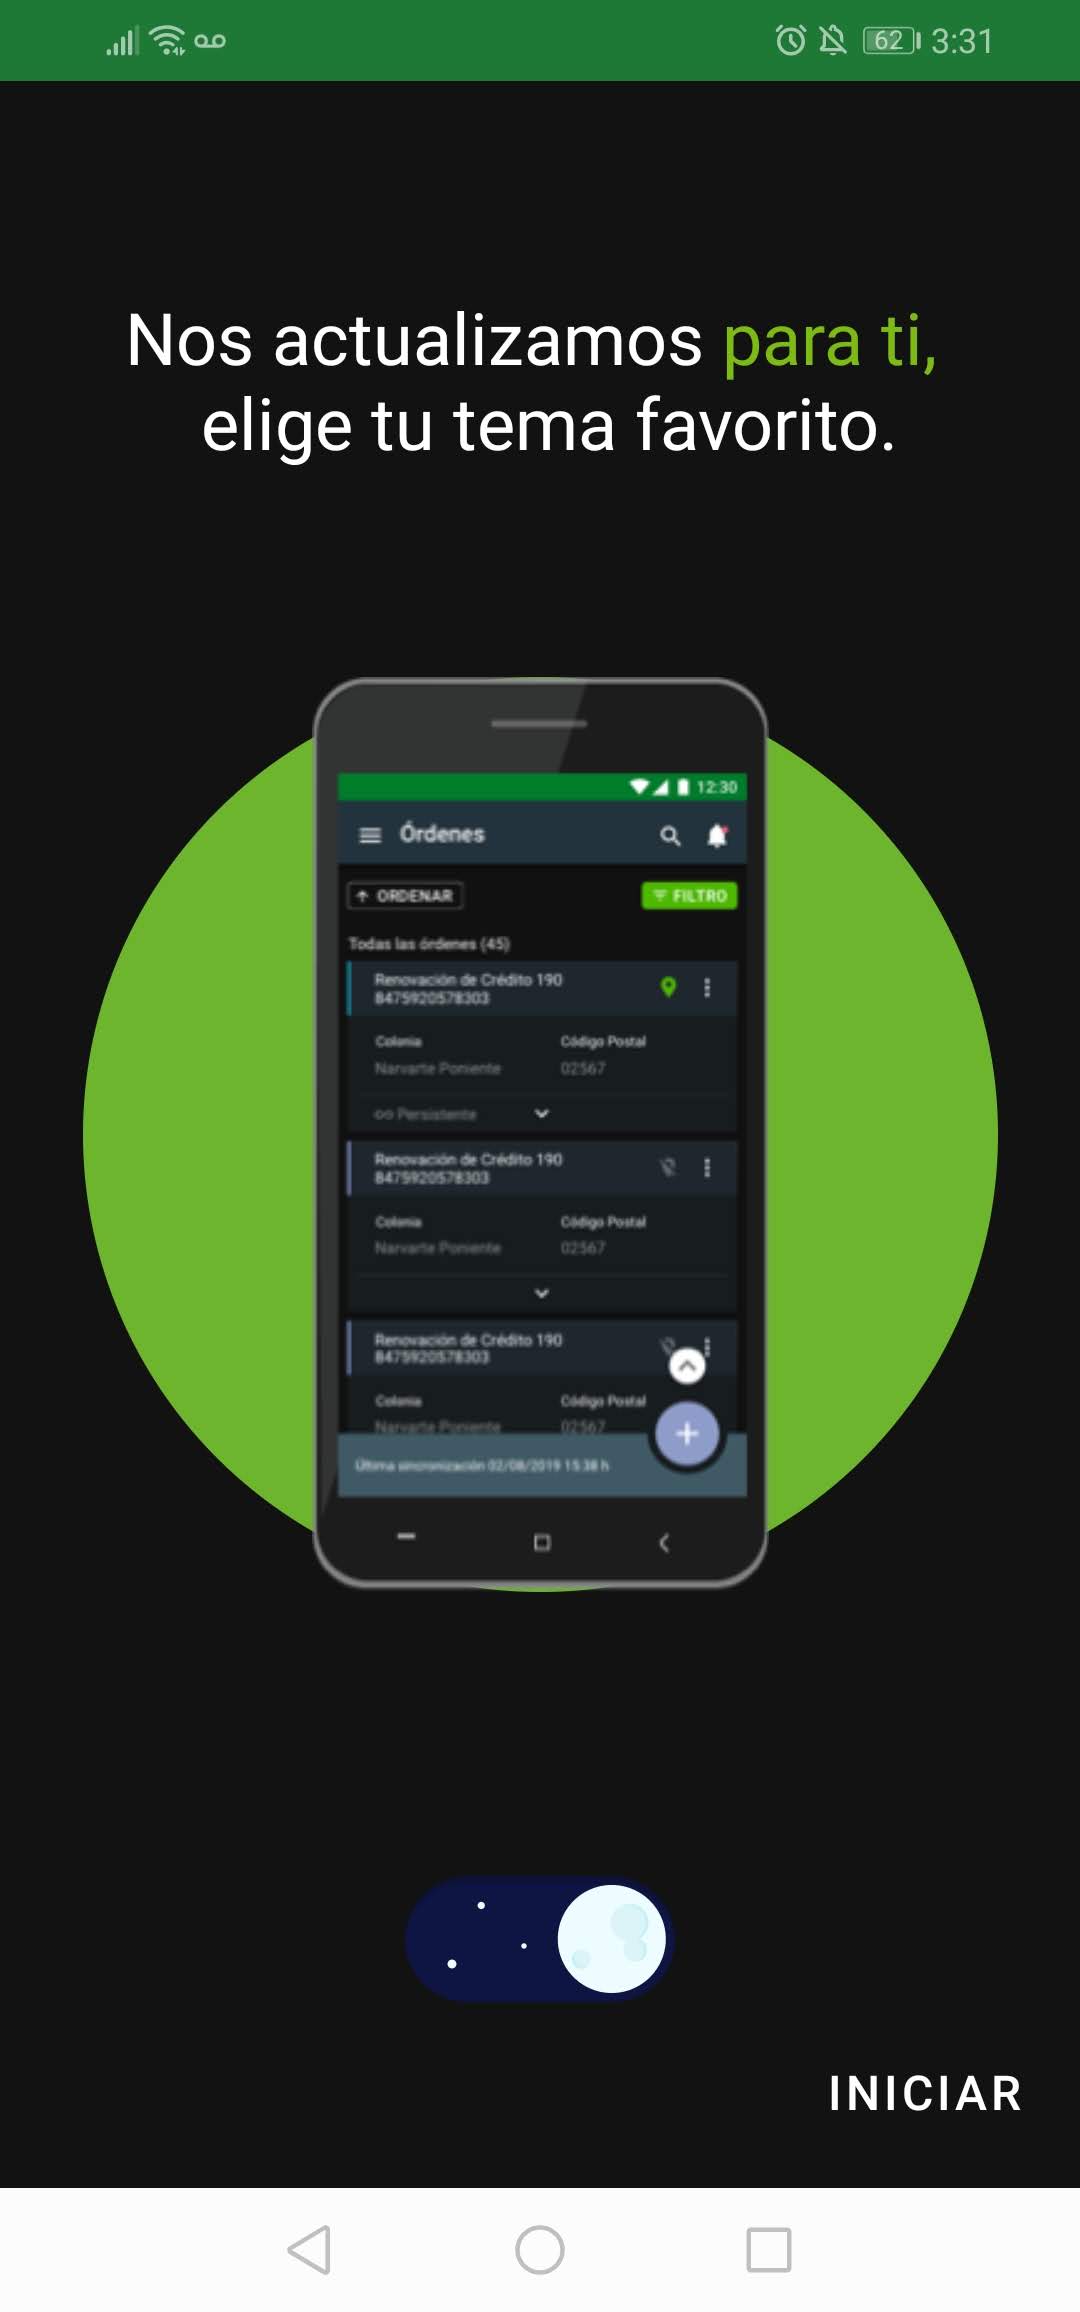 62 3:31
Nos actualizamos para ti,
elige tu tema favorito.
12:30
Órdenes
ORDENAR FILTRO
Todas las órdenes (45)
Renovación de Crédito 190
8475920578303
Colonia Código Postal
Narvarte Poniente 02567
Persistente
Renovación de Crédito 190
8475920578303
Colonia Código Postal
Narvarte Poniente 02567
Renovación de Crédito 190
8475920578303
Colonia Código Postal
Narvarte Poniente 02567
Última sincronización 02/08/2019 15:38 h
INICIAR